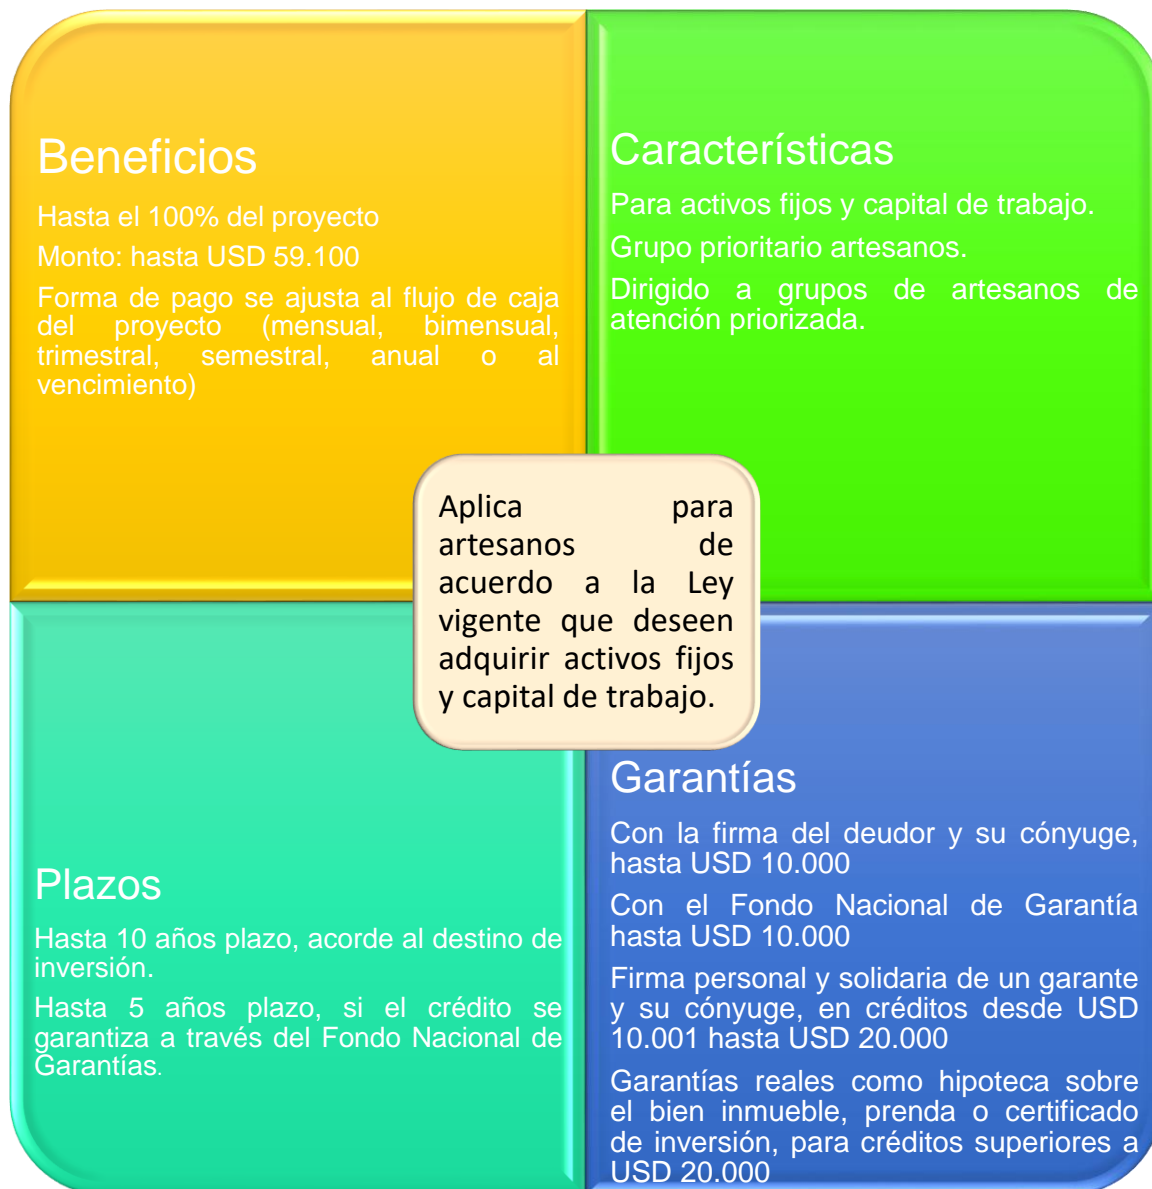 Beneficios
Hasta el 100% del proyecto
Monto: hasta USD 59.100
Forma de pago se ajusta al flujo de caja
del proyecto (mensual, bimensual,
trimestral, semestral, anual o al
vencimiento)
Características
Para activos fijos y capital de trabajo.
Grupo prioritario artesanos.
Dirigido a grupos de artesanos de
atención priorizada.
Aplica para
artesanos de
acuerdo a la Ley
vigente que deseen
adquirir activos fijos
y capital de trabajo.
Plazos
Hasta 10 años plazo, acorde al destino de
inversión.
Hasta 5 años plazo, si el crédito se
garantiza a través del Fondo Nacional de
Garantías.
Garantías
Con la firma del deudor y su cónyuge,
hasta USD 10.000
Con el Fondo Nacional de Garantía
hasta USD 10.000
Firma personal y solidaria de un garante
y su cónyuge, en créditos desde USD
10.001 hasta USD 20.000
Garantías reales como hipoteca sobre
el bien inmueble, prenda o certificado
de inversión, para créditos superiores a
USD 20.000